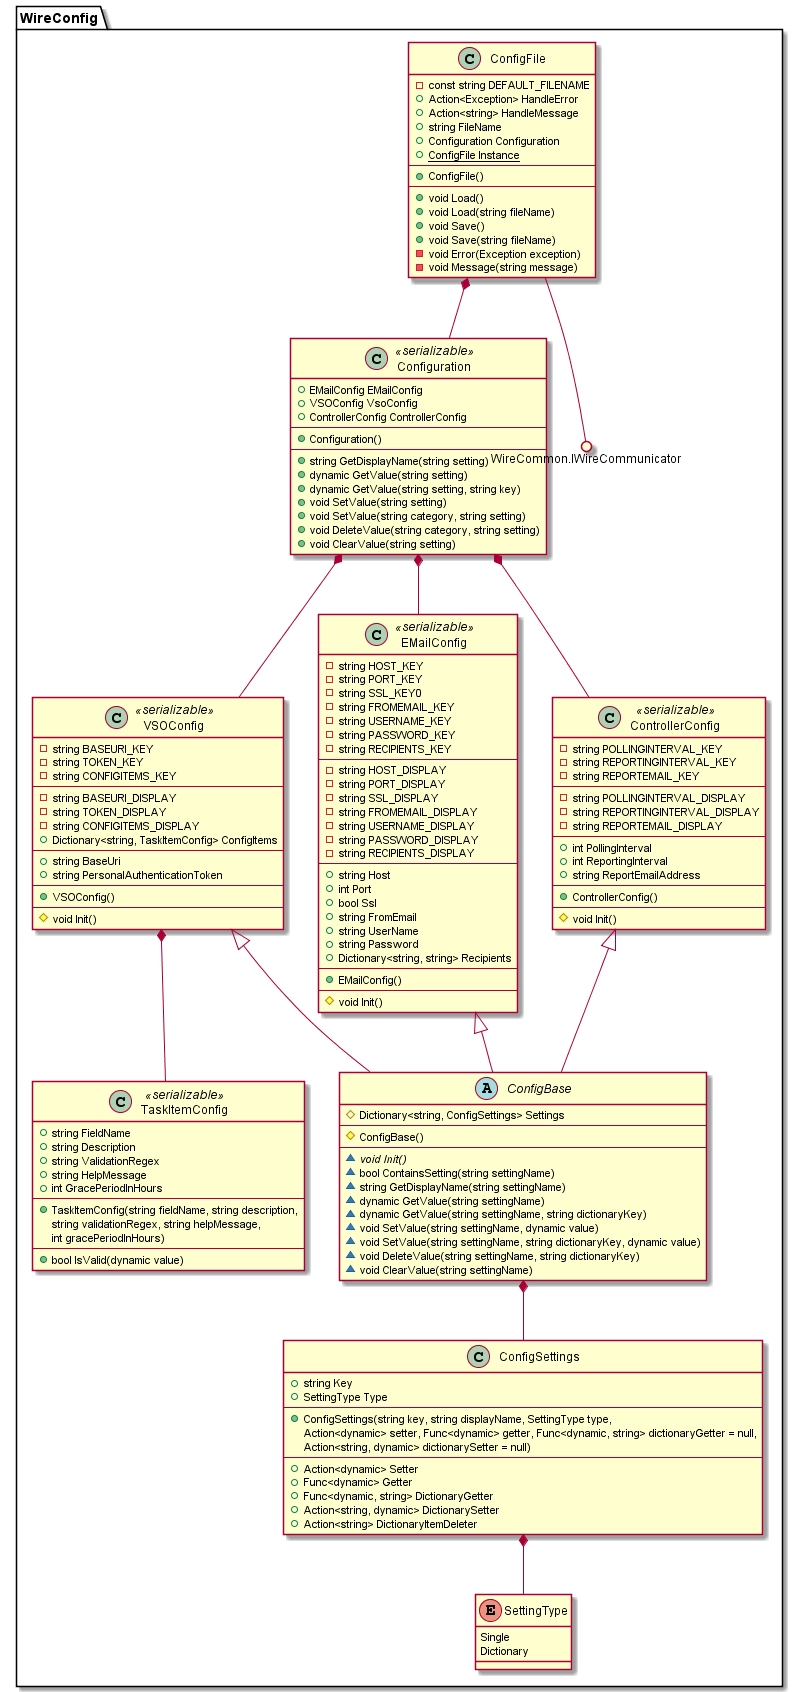 WireConfig
C ConfigFile
const string DEFAULT_FILENAME
Action<Exception> HandleError
Action<string> HandleMessage
string FileName
Configuration Configuration
ConfigFile Instance
ConfigFile()
void Load()
void Load(string fileName)
void Save()
void Save(string fileName)
void Error(Exception exception)
void Message(string message)
«serializable»
C Configuration
EMailConfig EMailConfig
VSOConfig VsoConfig
ControllerConfig ControllerConfig
Configuration()
string GetDisplayName(string setting)
dynamic GetValue(string setting)
dynamic GetValue(string setting, string key)
void SetValue(string setting)
void SetValue(string category, string setting)
void DeleteValue(string category, string setting)
void ClearValue(string setting)
WireCommon.IWireCommunicator
«serializable»
C EMailConfig
string HOST_KEY
string PORT_KEY
string SSL_KEY0
string FROMEMAIL_KEY
string USERNAME_KEY
string PASSWORD_KEY
string RECIPIENTS_KEY
string HOST_DISPLAY
string PORT_DISPLAY
string SSL_DISPLAY
string FROMEMAIL_DISPLAY
string USERNAME_DISPLAY
string PASSWORD_DISPLAY
string RECIPIENTS_DISPLAY
string Host
int Port
bool Ssl
string FromEmail
string UserName
string Password
Dictionary<string, string> Recipients
EMailConfig()
void Init()
«serializable»
C VSOConfig
string BASEURI_KEY
string TOKEN_KEY
string CONFIGITEMS_KEY
string BASEURI_DISPLAY
string TOKEN_DISPLAY
string CONFIGITEMS_DISPLAY
Dictionary<string, TaskItemConfig> ConfigItems
string BaseUri
string PersonalAuthenticationToken
VSOConfig()
void Init()
«serializable»
C ControllerConfig
string POLLINGINTERVAL_KEY
string REPORTINGINTERVAL_KEY
string REPORTEMAIL_KEY
string POLLINGINTERVAL_DISPLAY
string REPORTINGINTERVAL_DISPLAY
string REPORTEMAIL_DISPLAY
int PollingInterval
int ReportingInterval
string ReportEmailAddress
ControllerConfig()
void Init()
«serializable»
C TaskItemConfig
string FieldName
string Description
string ValidationRegex
string HelpMessage
int GracePeriodInHours
TaskItemConfig(string fieldName, string description,
string validationRegex, string helpMessage,
int gracePeriodInHours)
bool IsValid(dynamic value)
A ConfigBase
Dictionary<string, ConfigSettings> Settings
ConfigBase()
void Init()
bool ContainsSetting(string settingName)
string GetDisplayName(string settingName)
dynamic GetValue(string settingName)
dynamic GetValue(string settingName, string dictionaryKey)
void SetValue(string settingName, dynamic value)
void SetValue(string settingName, string dictionaryKey, dynamic value)
void DeleteValue(string settingName, string dictionaryKey)
void ClearValue(string settingName)
C ConfigSettings
string Key
SettingType Type
ConfigSettings(string key, string displayName, SettingType type,
Action<dynamic> setter, Func<dynamic> getter, Func<dynamic, string> dictionaryGetter = null,
Action<string, dynamic> dictionarySetter = null)
Action<dynamic> Setter
Func<dynamic> Getter
Func<dynamic, string> DictionaryGetter
Action<string, dynamic> DictionarySetter
Action<string> DictionaryItemDeleter
E SettingType
Single
Dictionary